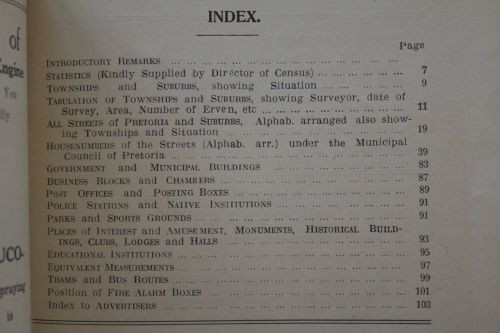 INDEX.
Page
INTRODUCTORY REMARKS
STATISTICS (Kindly Supplied by Director of Census) 7
TOWNSHIPS and SUBURBS, showing Situation 9
TABULATION OF TOWNSHIPS and SUBURBS, showing Surveyor, date of
Survey, Area, Number of Erven, etc 11
ALL STREETS OF PRETORIA and SUBURBS, Alphab. arranged also show-
ing Townships and Situation 19
HOUSENUMBERS of the Streets (Alphab. arr.) under the Municipal
Council of Pretoria 39
GOVERNMENT and MUNICIPAL BUILDINGS 83
BUSINESS BLOCKS and CHAMBERS 87
POST OFFICES and POSTING BOXES 89
POLICE STATIONS and NATIVE INSTITUTIONS 91
PARKS and SPORTS GROUNDS 91
PLACES OF INTEREST and AMUSEMENT, MONUMENTS, HISTORICAL BUILD-
INGS, CLUBS, LODGES and HALLS 93
EDUCATIONAL INSTITUTIONS 95
EQUIVALENT MEASUREMENTS 97
TRAMS and BUS ROUTES 99
Position of FIRE ALARM BOXES 101
Index to ADVERTISERS 103
of
Engine
You
UCO-
praying
is